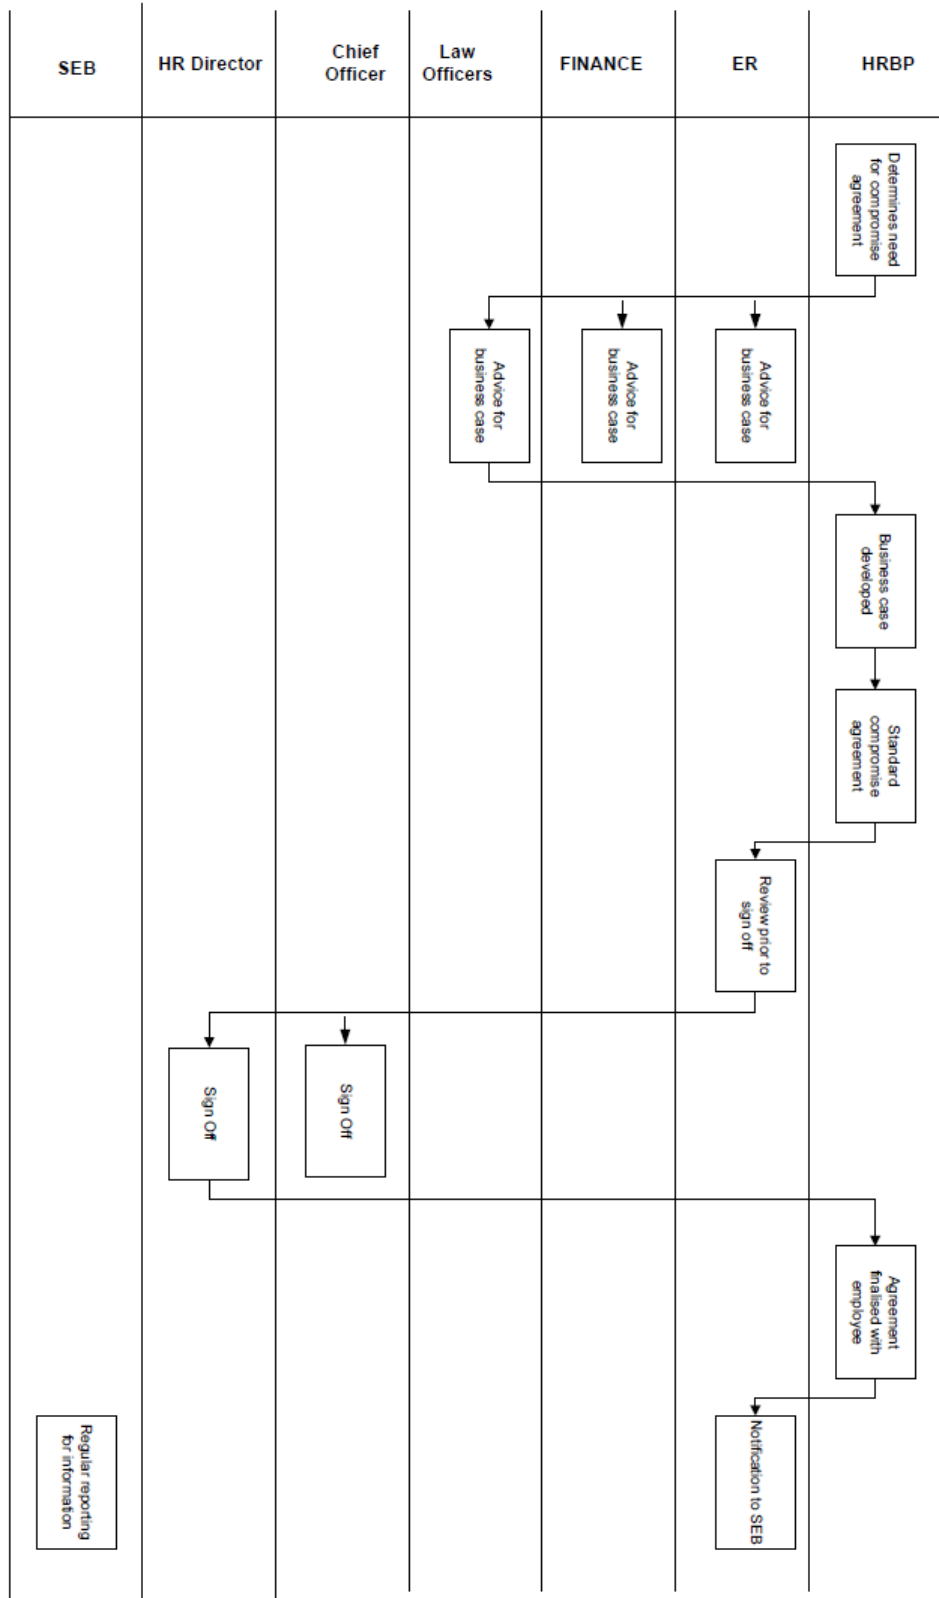 SEB
HR Director
Chief
Officer
Law
Officers
FINANCE
ER
HRBP
Determines need
for compromise
agreement
Advice for
business case
Advice for
business case
Advice for
business case
Business case
developed
Standard
compromise
agreement
Review prior to
sign off
Sign Off
Sign Off
Agreement
finalised with
employee
Regular reporting
for information
Notification to SEB